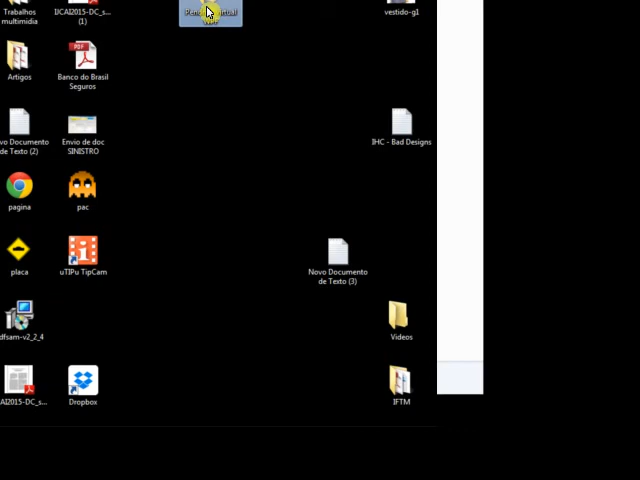 Trabalhos
multimidia
IJCAI2015-DC_s...
(1)
vestido-g1
Artigos
PDF
Banco do Brasil
Seguros
vo Documento
de Texto (2)
Envio de doc
SINISTRO
IHC - Bad Designs
pagina
pac
placa
uTIPu TipCam
Novo Documento
de Texto (3)
dfsam-v2_2_4
Videos
AI2015-DC_s...
Dropbox
IFTM